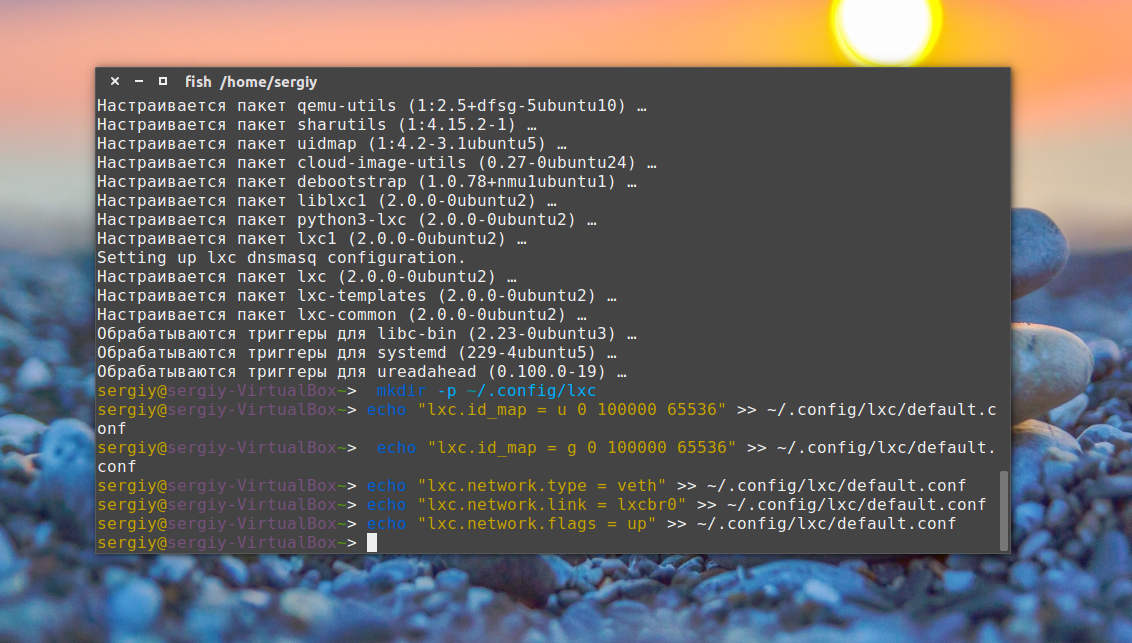 fish /home/sergiy
Настраивается пакет qemu-utils (1:2.5+dfsg-5ubuntu10) …
Настраивается пакет sharutils (1:4.15.2-1) …
Настраивается пакет uidmap (1:4.2-3.1ubuntu5) …
Настраивается пакет cloud-image-utils (0.27-0ubuntu24) …
Настраивается пакет debootstrap (1.0.78+nmu1ubuntu1) …
Настраивается пакет liblxc1 (2.0.0-0ubuntu2) …
Настраивается пакет python3-lxc (2.0.0-0ubuntu2) …
Настраивается пакет lxc1 (2.0.0-0ubuntu2) …
Setting up lxc dnsmasq configuration.
Настраивается пакет lxc (2.0.0-0ubuntu2) …
Настраивается пакет lxc-templates (2.0.0-0ubuntu2) …
Настраивается пакет lxc-common (2.0.0-0ubuntu2) …
Обрабатываются триггеры для libc-bin (2.23-0ubuntu3) …
Обрабатываются триггеры для systemd (229-4ubuntu5) …
Обрабатываются триггеры для ureadahead (0.100.0-19) …
sergiy@sergiy-VirtualBox~>  mkdir -p ~/.config/lxc
sergiy@sergiy-VirtualBox~> echo "lxc.id_map = u 0 100000 65536" >> ~/.config/lxc/default.c
onf
sergiy@sergiy-VirtualBox~>  echo "lxc.id_map = g 0 100000 65536" >> ~/.config/lxc/default.
conf
sergiy@sergiy-VirtualBox~> echo "lxc.network.type = veth" >> ~/.config/lxc/default.conf
sergiy@sergiy-VirtualBox~> echo "lxc.network.link = lxcbr0" >> ~/.config/lxc/default.conf
sergiy@sergiy-VirtualBox~> echo "lxc.network.flags = up" >> ~/.config/lxc/default.conf
sergiy@sergiy-VirtualBox~>